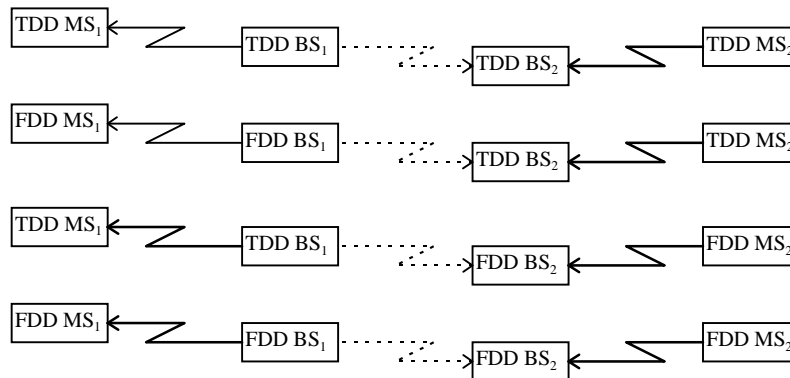 TDD MS₁ TDD BS₁ TDD BS₂ TDD MS₂
FDD MS₁ FDD BS₁ TDD BS₂ TDD MS₂
TDD MS₁ TDD BS₁ FDD BS₂ FDD MS₂
FDD MS₁ FDD BS₁ FDD BS₂ FDD MS₂